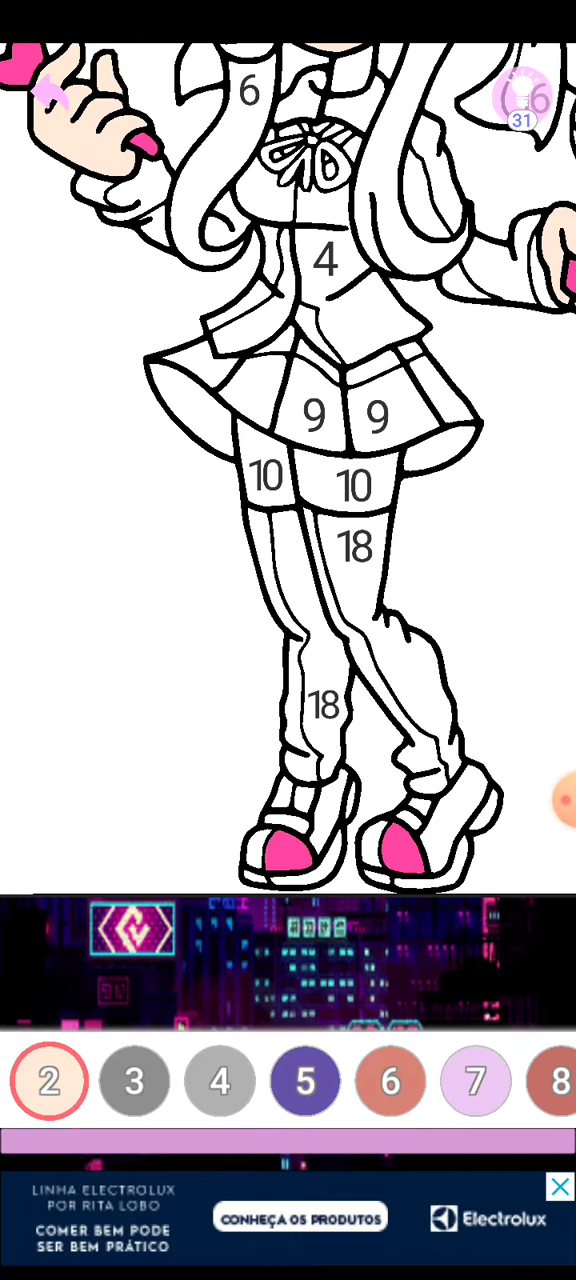 6
6
31
4
9 9
10 10
18
18
2 3 4 5 6 7 8
LINHA ELECTROLUX
POR RITA LOBO
COMER BEM PODE
SER BEM PRÁTICO
CONHEÇA OS PRODUTOS
Electrolux